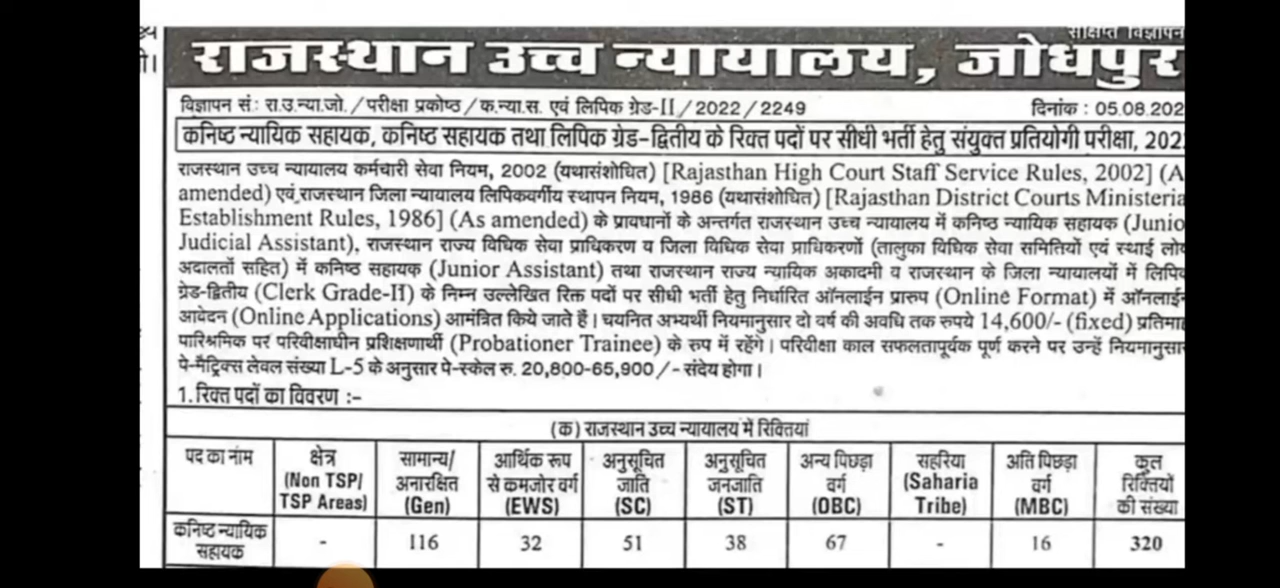 संक्षिप्त विज्ञापन
राजस्थान उच्च न्यायालय, जोधपुर
विज्ञापन सं: रा.उ.न्या.जो./परीक्षा प्रकोष्ठ/क.न्या.स. एवं लिपिक ग्रेड-II/2022/2249 दिनांक : 05.08.202
कनिष्ठ न्यायिक सहायक, कनिष्ठ सहायक तथा लिपिक ग्रेड-द्वितीय के रिक्त पदों पर सीधी भर्ती हेतु संयुक्त प्रतियोगी परीक्षा, 202
राजस्थान उच्च न्यायालय कर्मचारी सेवा नियम, 2002 (यथासंशोधित) [Rajasthan High Court Staff Service Rules, 2002] (A
amended) एवं राजस्थान जिला न्यायालय लिपिकवर्गीय स्थापन नियम, 1986 (यथासंशोधित) [Rajasthan District Courts Ministeria
Establishment Rules, 1986] (As amended) के प्रावधानों के अन्तर्गत राजस्थान उच्च न्यायालय में कनिष्ठ न्यायिक सहायक (Junio
Judicial Assistant), राजस्थान राज्य विधिक सेवा प्राधिकरण व जिला विधिक सेवा प्राधिकरणों (तालुका विधिक सेवा समितियों एवं स्थाई लो
अदालतों सहित) में कनिष्ठ सहायक (Junior Assistant) तथा राजस्थान राज्य न्यायिक अकादमी व राजस्थान के जिला न्यायालयों में लिपि
ग्रेड-द्वितीय (Clerk Grade-II) के निम्न उल्लेखित रिक्त पदों पर सीधी भर्ती हेतु निर्धारित ऑनलाईन प्रारूप (Online Format) में ऑनलाईन
आवेदन (Online Applications) आमंत्रित किये जाते है। चयनित अभ्यर्थी नियमानुसार दो वर्ष की अवधि तक रुपये 14,600/- (fixed) प्रतिमा
पारिश्रमिक पर परिवीक्षाधीन प्रशिक्षणार्थी (Probationer Trainee) के रुप में रहेंगे। परिवीक्षा काल सफलतापूर्वक पूर्ण करने पर उन्हें नियमानुसार
पे-मैट्रिक्स लेवल संख्या L-5 के अनुसार पे-स्केल रु. 20,800-65,900/- संदेय होगा।
1. रिक्त पदों का विवरण :-
(क) राजस्थान उच्च न्यायालय में रिक्तियां
पद का नाम क्षेत्र सामान्य/ आर्थिक रूप अनुसूचित अनुसूचित अन्य पिछड़ा सहरिया अति पिछड़ा कुल
(Non TSP/ अनारक्षित से कमजोर वर्ग जाति जनजाति वर्ग (Saharia वर्ग रिक्तियों
TSP Areas) (Gen) (EWS) (SC) (ST) (OBC) Tribe) (MBC) की संख्या
कनिष्ठ न्यायिक
सहायक - 116 32 51 38 67 - 16 320